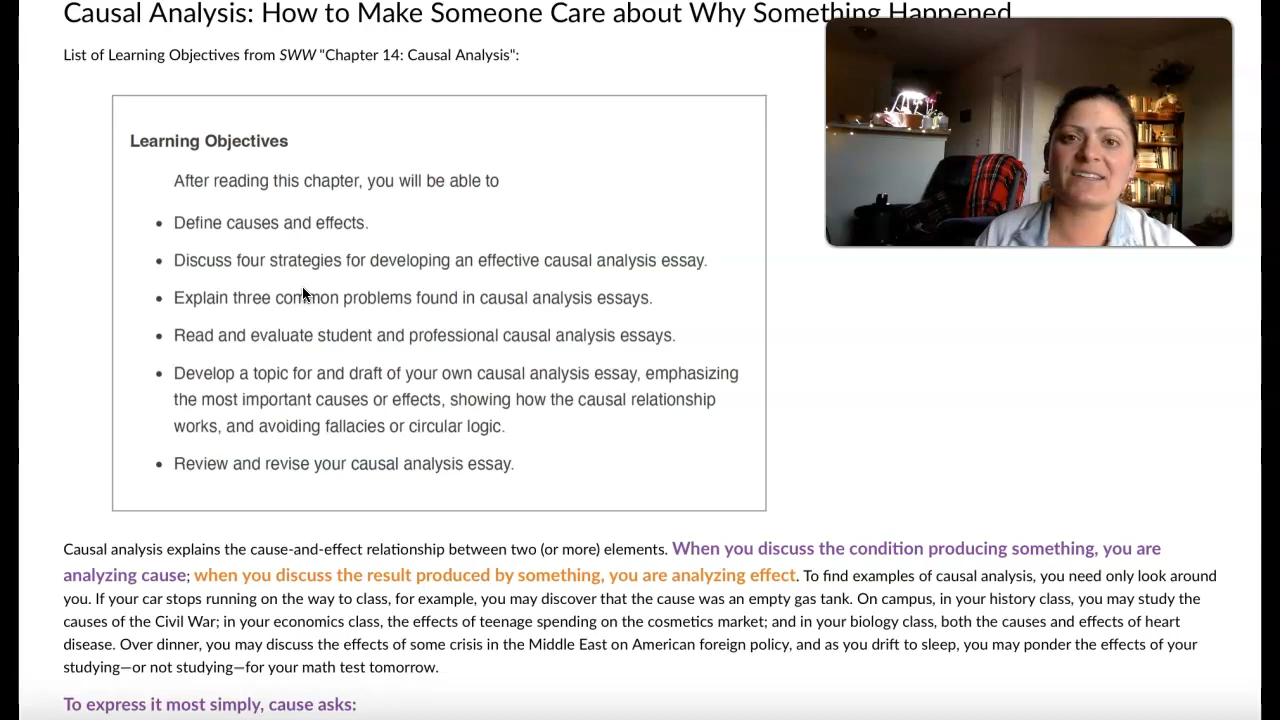 Causal Analysis: How to Make Someone Care about Why Something Happened
List of Learning Objectives from SWW "Chapter 14: Causal Analysis":
Learning Objectives
After reading this chapter, you will be able to
• Define causes and effects.
• Discuss four strategies for developing an effective causal analysis essay.
• Explain three common problems found in causal analysis essays.
• Read and evaluate student and professional causal analysis essays.
• Develop a topic for and draft of your own causal analysis essay, emphasizing
the most important causes or effects, showing how the causal relationship
works, and avoiding fallacies or circular logic.
• Review and revise your causal analysis essay.
Causal analysis explains the cause-and-effect relationship between two (or more) elements. When you discuss the condition producing something, you are
analyzing cause; when you discuss the result produced by something, you are analyzing effect. To find examples of causal analysis, you need only look around
you. If your car stops running on the way to class, for example, you may discover that the cause was an empty gas tank. On campus, in your history class, you may study the
causes of the Civil War; in your economics class, the effects of teenage spending on the cosmetics market; and in your biology class, both the causes and effects of heart
disease. Over dinner, you may discuss the effects of some crisis in the Middle East on American foreign policy, and as you drift to sleep, you may ponder the effects of your
studying—or not studying—for your math test tomorrow.
To express it most simply, cause asks: